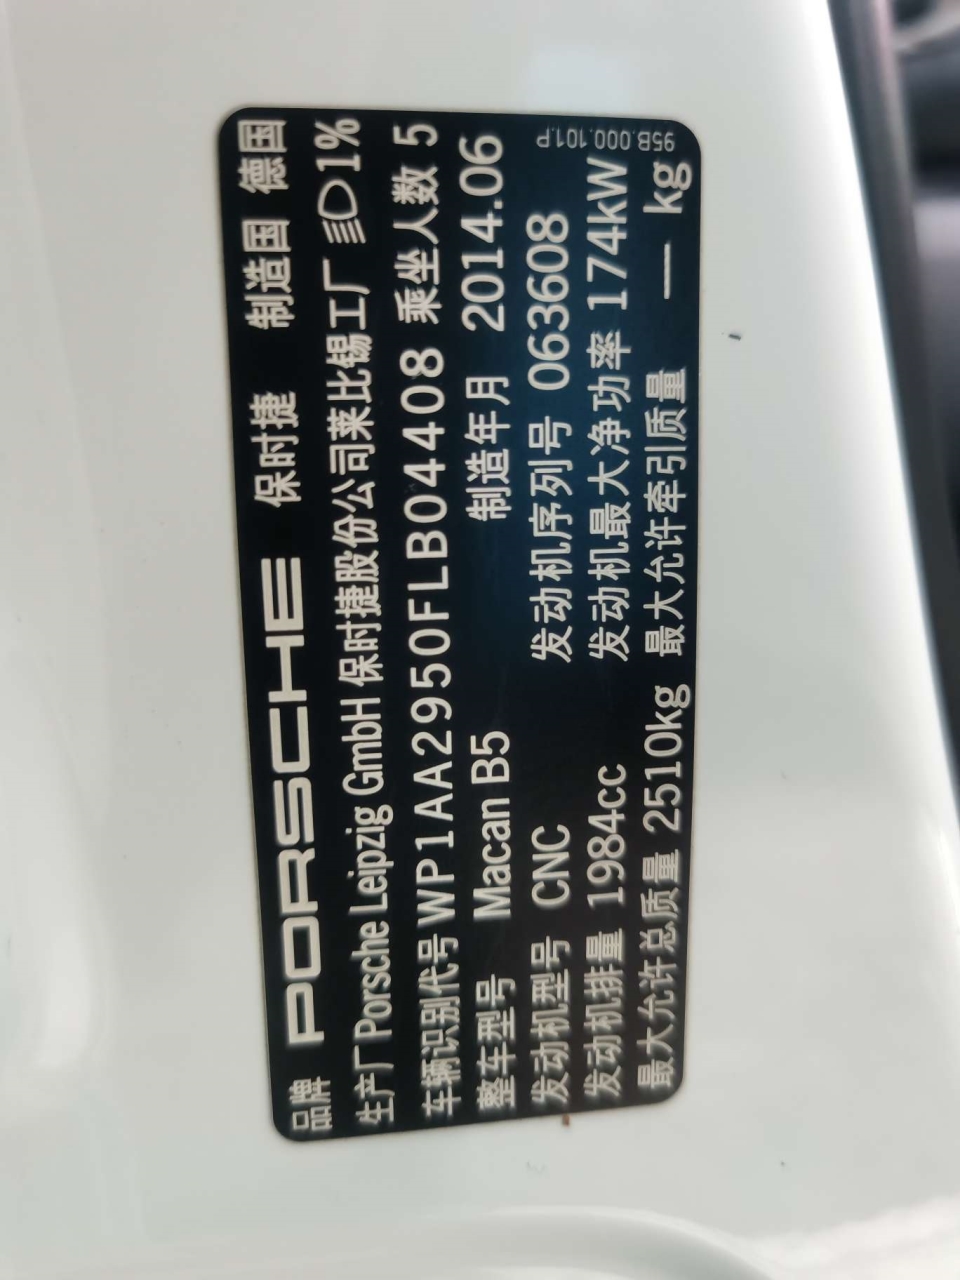 品牌 PORSCHE 保时捷 制造国 德国
生产厂 Porsche Leipzig GmbH 保时捷股份公司莱比锡工厂 1%
车辆识别代号 WP1AA2950FLB04408 乘坐人数 5
整车型号 Macan B5 制造年月 2014.06
发动机型号 CNC 发动机序列号 063608
发动机排量 1984cc 发动机最大净功率 174kW
最大允许总质量 2510kg 最大允许牵引质量 — kg
95B.000.101.P